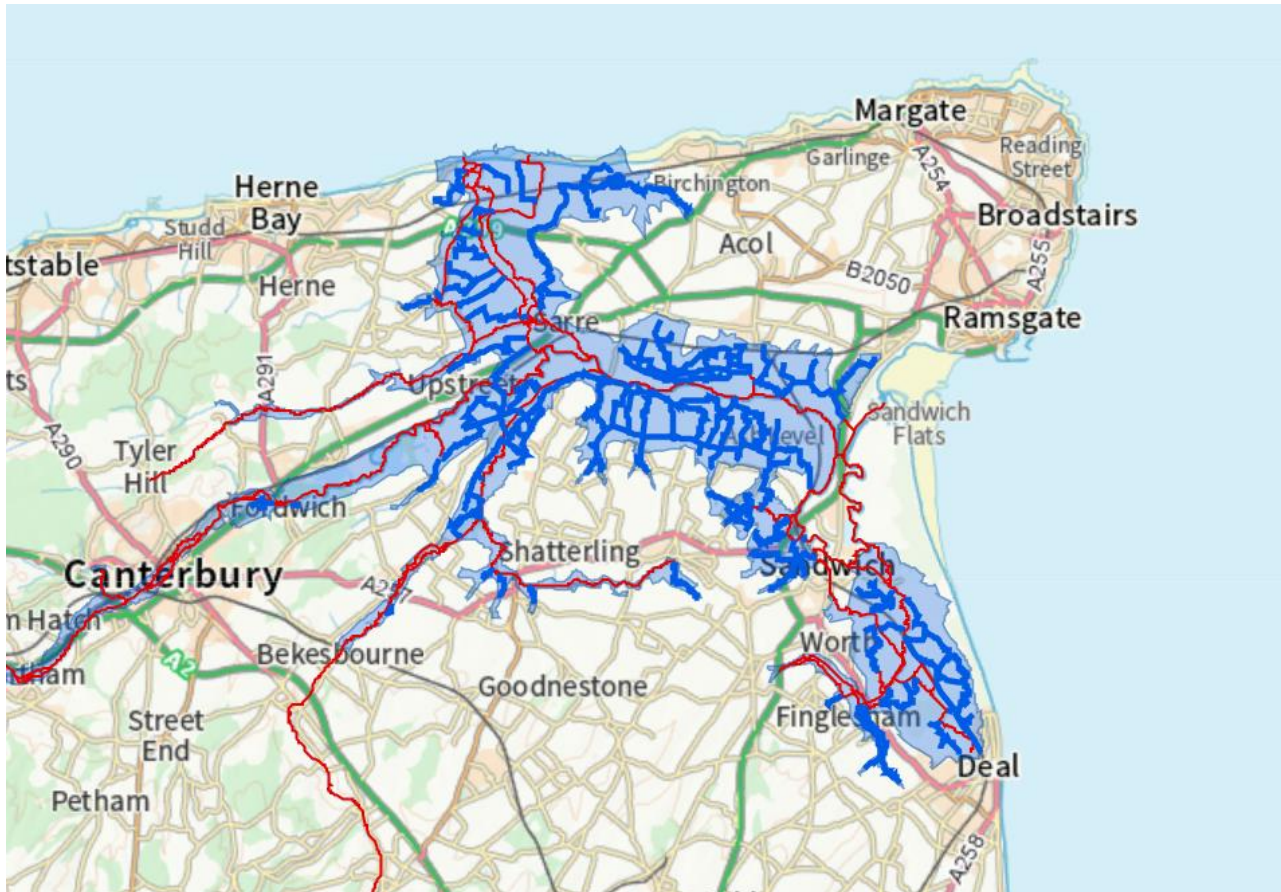 Margate
Garlinge
A254
Reading
Street
Birchington
Herne
Bay
Studd
Hill
Broadstairs
Acol
A255
tstable
Herne
B2050
Sarre
Ramsgate
ts
A291
Upstreet
Sandwich
Flats
A290
Tyler
Hill
Fordwich
Shatterling
Canterbury
Sandwich
A257
m Hatch
Worth
Bekesbourne
A2
Goodnestone
Street
End
Finglesham
Deal
Petham
A258